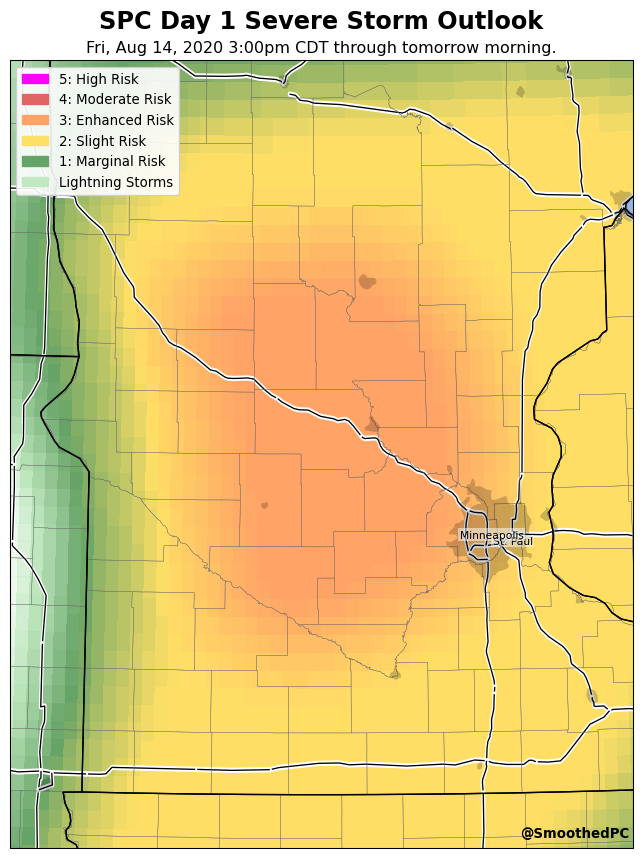 SPC Day 1 Severe Storm Outlook
Fri, Aug 14, 2020 3:00pm CDT through tomorrow morning.
5: High Risk
4: Moderate Risk
3: Enhanced Risk
2: Slight Risk
1: Marginal Risk
Lightning Storms
Minneapolis
St. Paul
@SmoothedPC